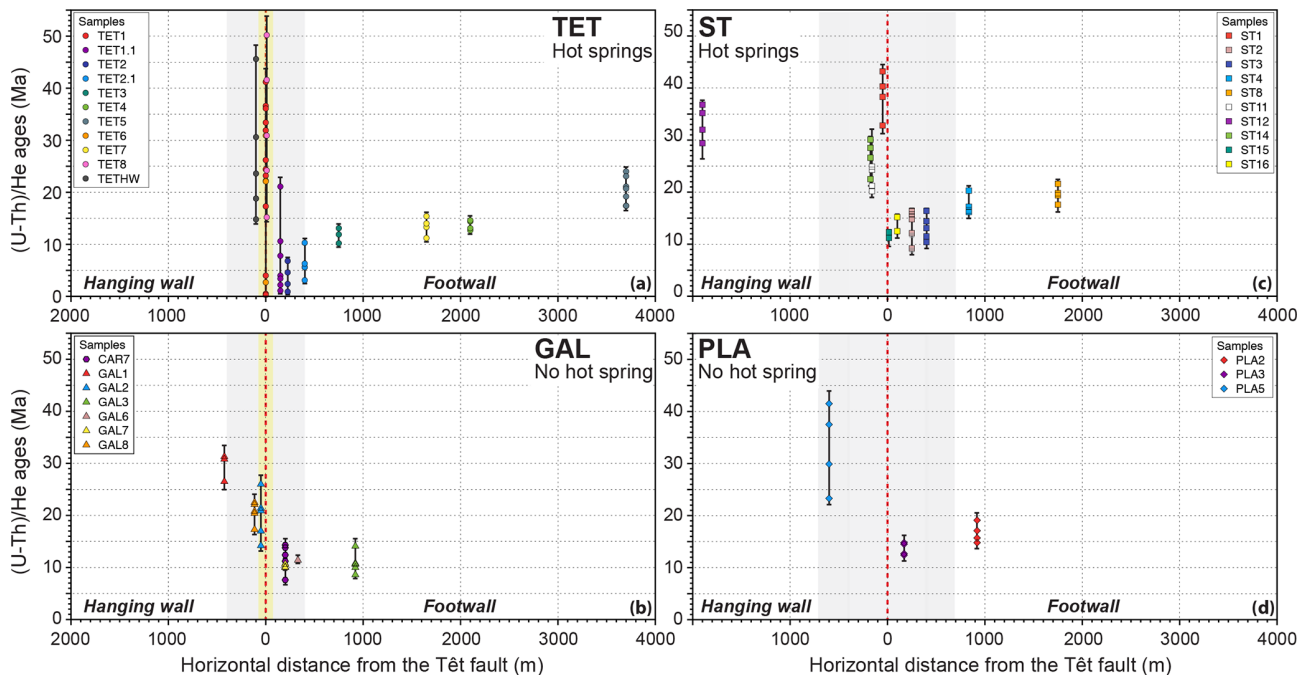 (U-Th)/He ages (Ma)
50
40
30
20
10
0
Samples
TET1
TET1.1
TET2
TET2.1
TET3
TET4
TET5
TET6
TET7
TET8
TETHW
TET
Hot springs
Hanging wall
Footwall
(a)
2000
1000
0
1000
2000
3000
4000
50
40
30
20
10
0
ST
Hot springs
Samples
ST1
ST2
ST3
ST4
ST8
ST11
ST12
ST14
ST15
ST16
Hanging wall
Footwall
(c)
1000
0
1000
2000
3000
4000
(U-Th)/He ages (Ma)
50
40
30
20
10
0
Samples
CAR7
GAL1
GAL2
GAL3
GAL6
GAL7
GAL8
GAL
No hot spring
Hanging wall
Footwall
(b)
2000
1000
0
1000
2000
3000
4000
Horizontal distance from the Têt fault (m)
50
40
30
20
10
0
PLA
No hot spring
Samples
PLA2
PLA3
PLA5
Hanging wall
Footwall
(d)
1000
0
1000
2000
3000
4000
Horizontal distance from the Têt fault (m)